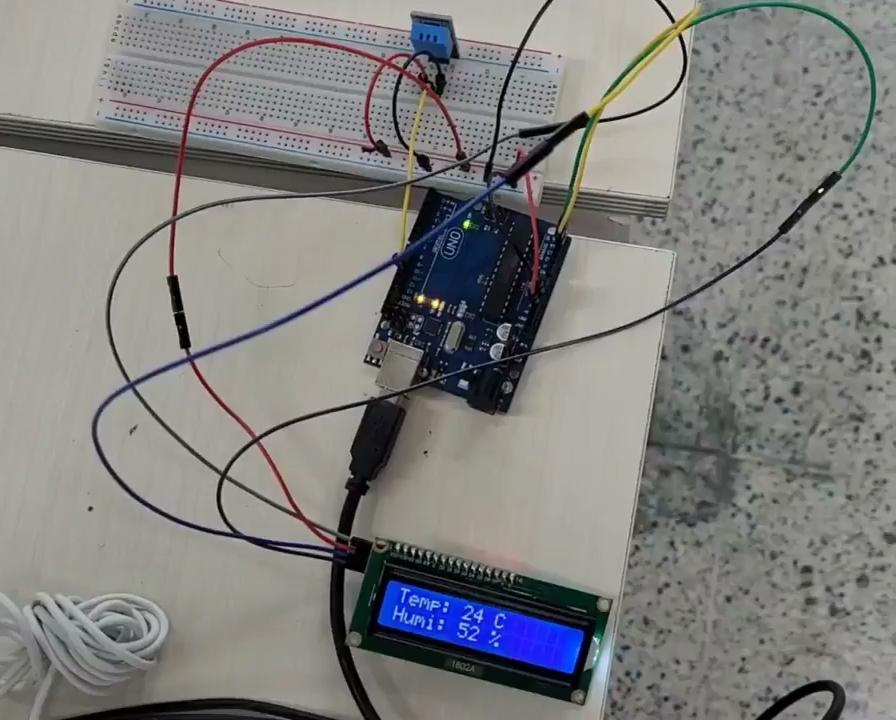 UNO
Temp: 24 C
Humi: 52 %
1602A